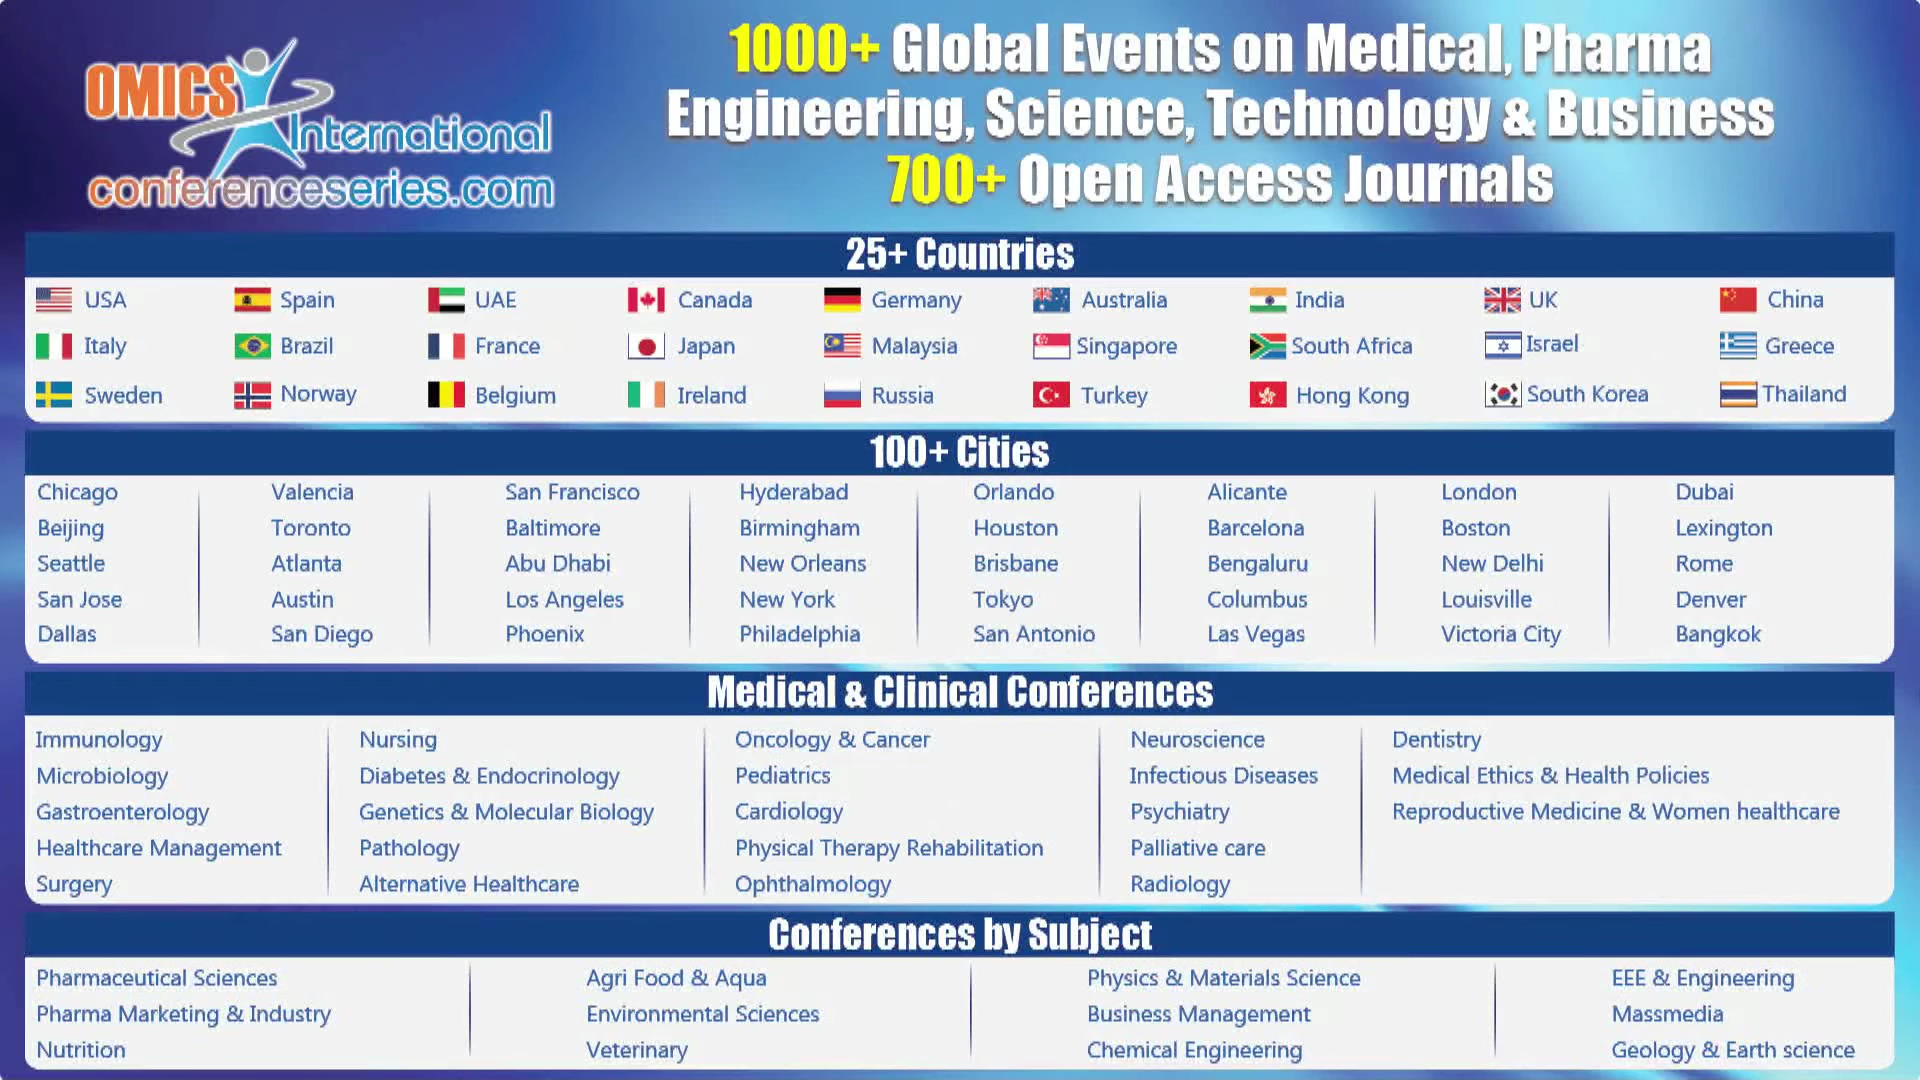 OMICS
International
conferenceseries.com
1000+ Global Events on Medical, Pharma
Engineering, Science, Technology & Business
700+ Open Access Journals
25+ Countries
USA Spain UAE Canada Germany Australia India UK China
Italy Brazil France Japan Malaysia Singapore South Africa Israel Greece
Sweden Norway Belgium Ireland Russia Turkey Hong Kong South Korea Thailand
100+ Cities
Chicago Valencia San Francisco Hyderabad Orlando Alicante London Dubai
Beijing Toronto Baltimore Birmingham Houston Barcelona Boston Lexington
Seattle Atlanta Abu Dhabi New Orleans Brisbane Bengaluru New Delhi Rome
San Jose Austin Los Angeles New York Tokyo Columbus Louisville Denver
Dallas San Diego Phoenix Philadelphia San Antonio Las Vegas Victoria City Bangkok
Medical & Clinical Conferences
Immunology Nursing Oncology & Cancer Neuroscience Dentistry
Microbiology Diabetes & Endocrinology Pediatrics Infectious Diseases Medical Ethics & Health Policies
Gastroenterology Genetics & Molecular Biology Cardiology Psychiatry Reproductive Medicine & Women healthcare
Healthcare Management Pathology Physical Therapy Rehabilitation Palliative care
Surgery Alternative Healthcare Ophthalmology Radiology
Conferences by Subject
Pharmaceutical Sciences Agri Food & Aqua Physics & Materials Science EEE & Engineering
Pharma Marketing & Industry Environmental Sciences Business Management Massmedia
Nutrition Veterinary Chemical Engineering Geology & Earth science